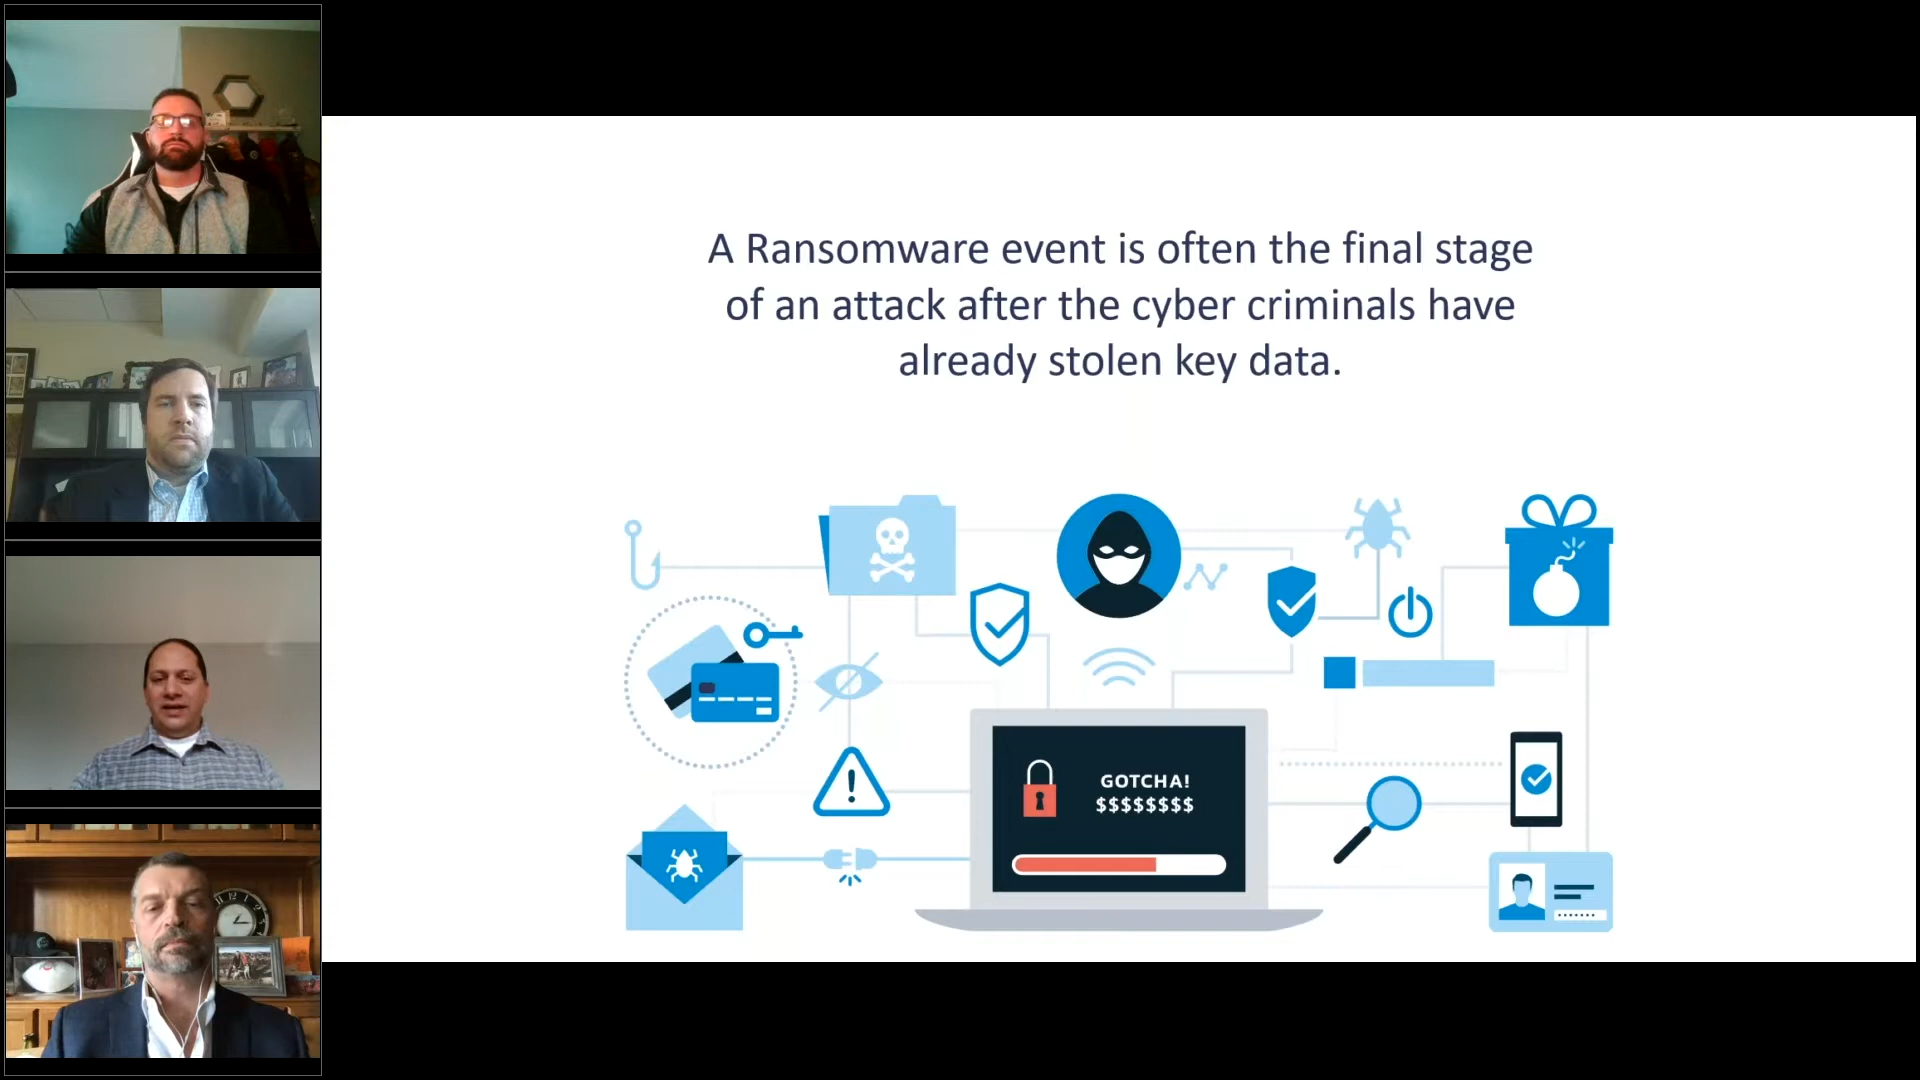 A Ransomware event is often the final stage
of an attack after the cyber criminals have
already stolen key data.
GOTCHA!
$$$$$$$$